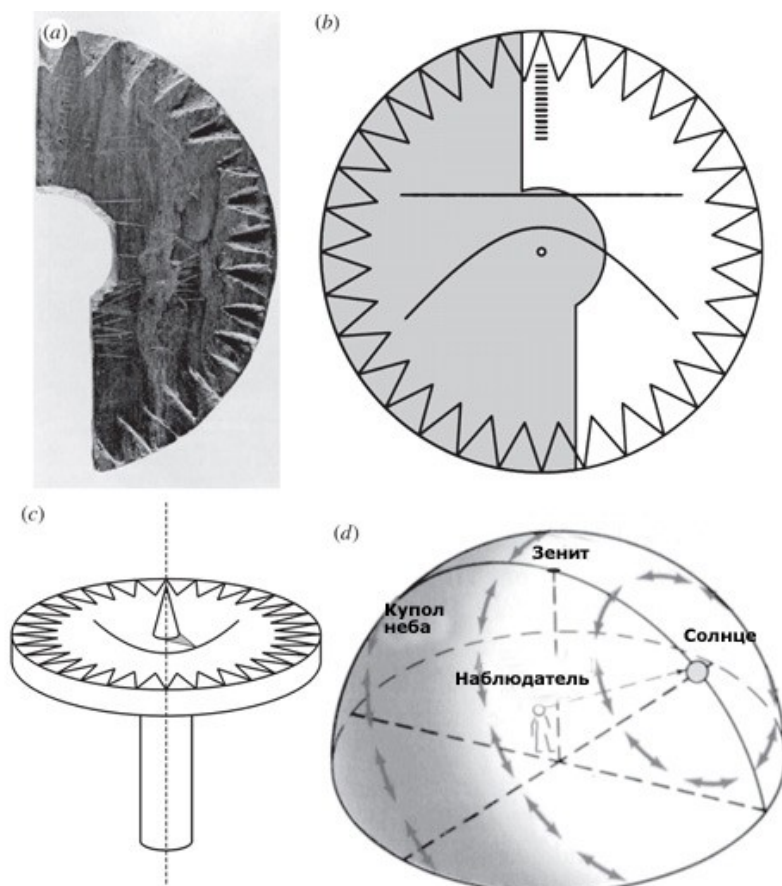 (a)
(b)
(c)
(d)
Зенит
Купол
неба
Солнце
Наблюдатель